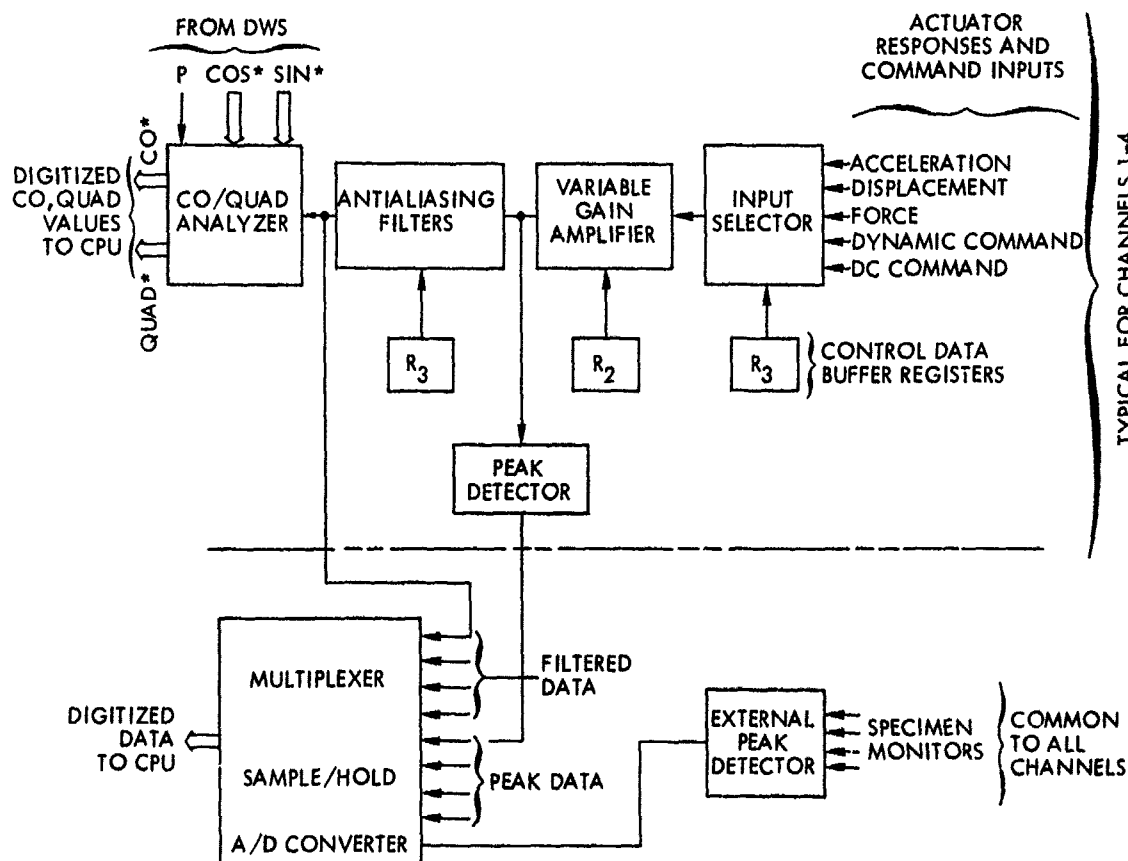 FROM DWS
P COS* SIN*
ACTUATOR
RESPONSES AND
COMMAND INPUTS
CO*
DIGITIZED
CO, QUAD
VALUES
TO CPU
QUAD*
CO/QUAD
ANALYZER
ANTIALIASING
FILTERS
VARIABLE
GAIN
AMPLIFIER
INPUT
SELECTOR
ACCELERATION
DISPLACEMENT
FORCE
DYNAMIC COMMAND
DC COMMAND
TYPICAL FOR CHANNELS 1-4
R3
R2
R3
CONTROL DATA
BUFFER REGISTERS
PEAK
DETECTOR
MULTIPLEXER
SAMPLE/HOLD
A/D CONVERTER
FILTERED
DATA
PEAK DATA
DIGITIZED
DATA
TO CPU
EXTERNAL
PEAK
DETECTOR
SPECIMEN
MONITORS
COMMON
TO ALL
CHANNELS